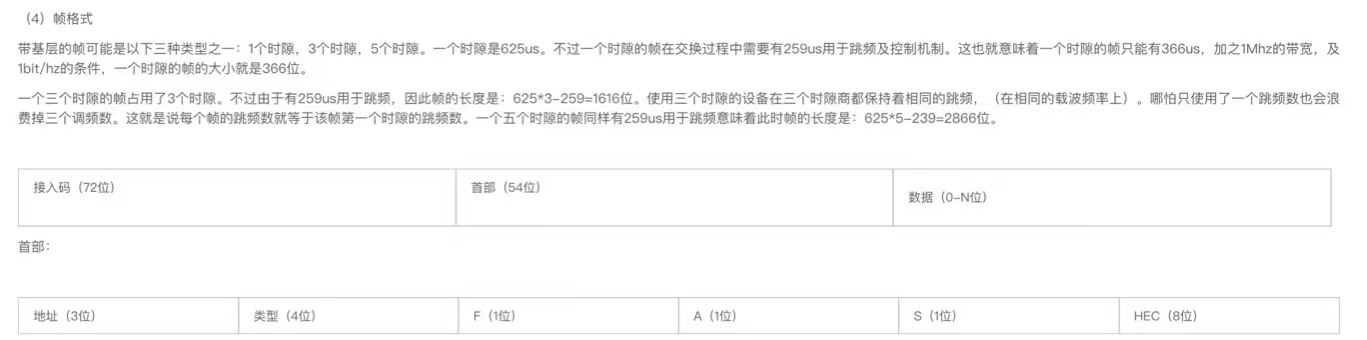 （4）帧格式
带基层的帧可能是以下三种类型之一：1个时隙，3个时隙，5个时隙。一个时隙是625us。不过一个时隙的帧在交换过程中需要有259us用于跳频及控制机制。这也就意味着一个时隙的帧只能有366us，加之1Mhz的带宽，及
1bit/hz的条件，一个时隙的帧的大小就是366位。
一个三个时隙的帧占用了3个时隙。不过由于有259us用于跳频，因此帧的长度是：625*3-259=1616位。使用三个时隙的设备在三个时隙商都保持着相同的跳频，（在相同的载波频率上）。哪怕只使用了一个跳频数也会浪
费掉三个调频数。这就是说每个帧的跳频数就等于该帧第一个时隙的跳频数。一个五个时隙的帧同样有259us用于跳频意味着此时帧的长度是：625*5-239=2866位。
接入码（72位）
首部（54位）
数据（0-N位）
首部：
地址（3位）
类型（4位）
F（1位）
A（1位）
S（1位）
HEC（8位）